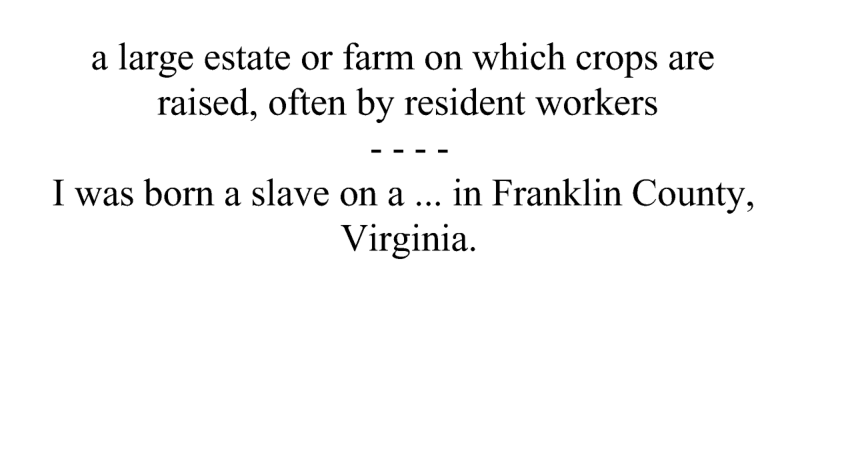 a large estate or farm on which crops are
raised, often by resident workers
- - - -
I was born a slave on a ... in Franklin County,
Virginia.